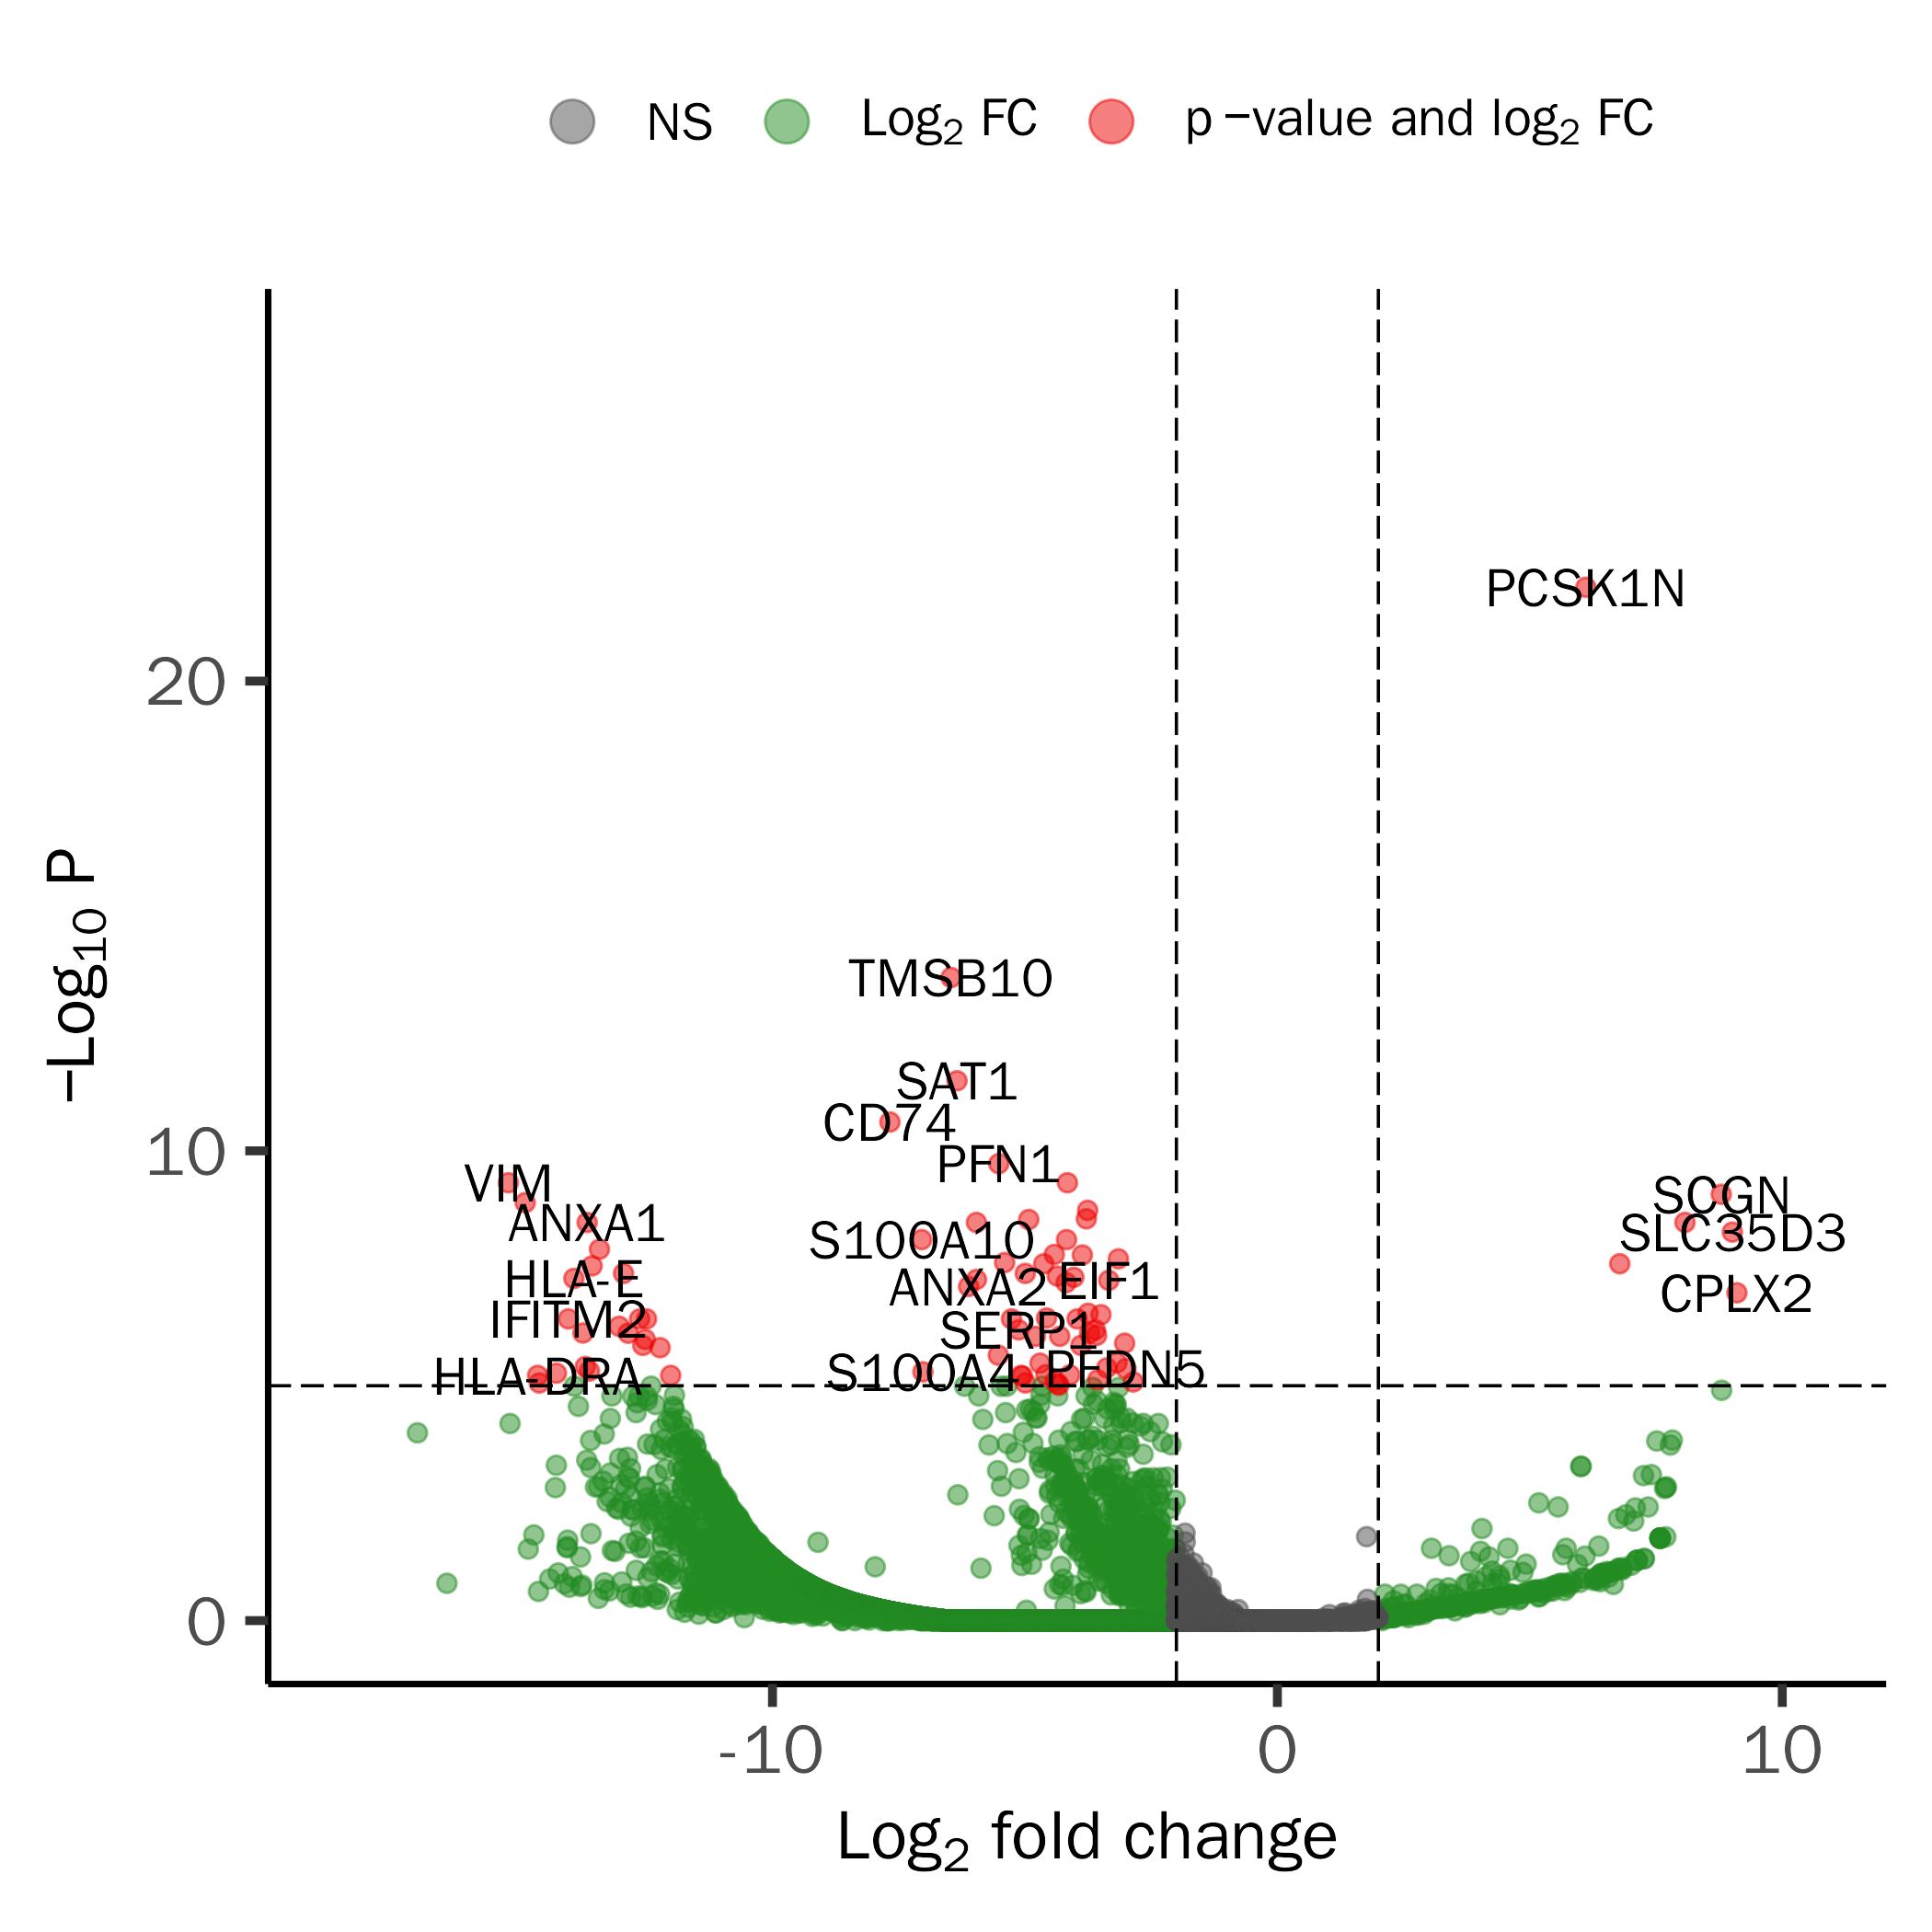 NS Log2 FC p −value and log2 FC
PCSK1N
20
−Log10 P
TMSB10
SAT1
CD74
10
PFN1
VIM
SCGN
ANXA1
SLC35D3
S100A10
HLA-E
ANXA2
EIF1
CPLX2
IFITM2
SERP1
S100A4
PFDN5
HLA-DRA
0
-10 0 10
Log2 fold change